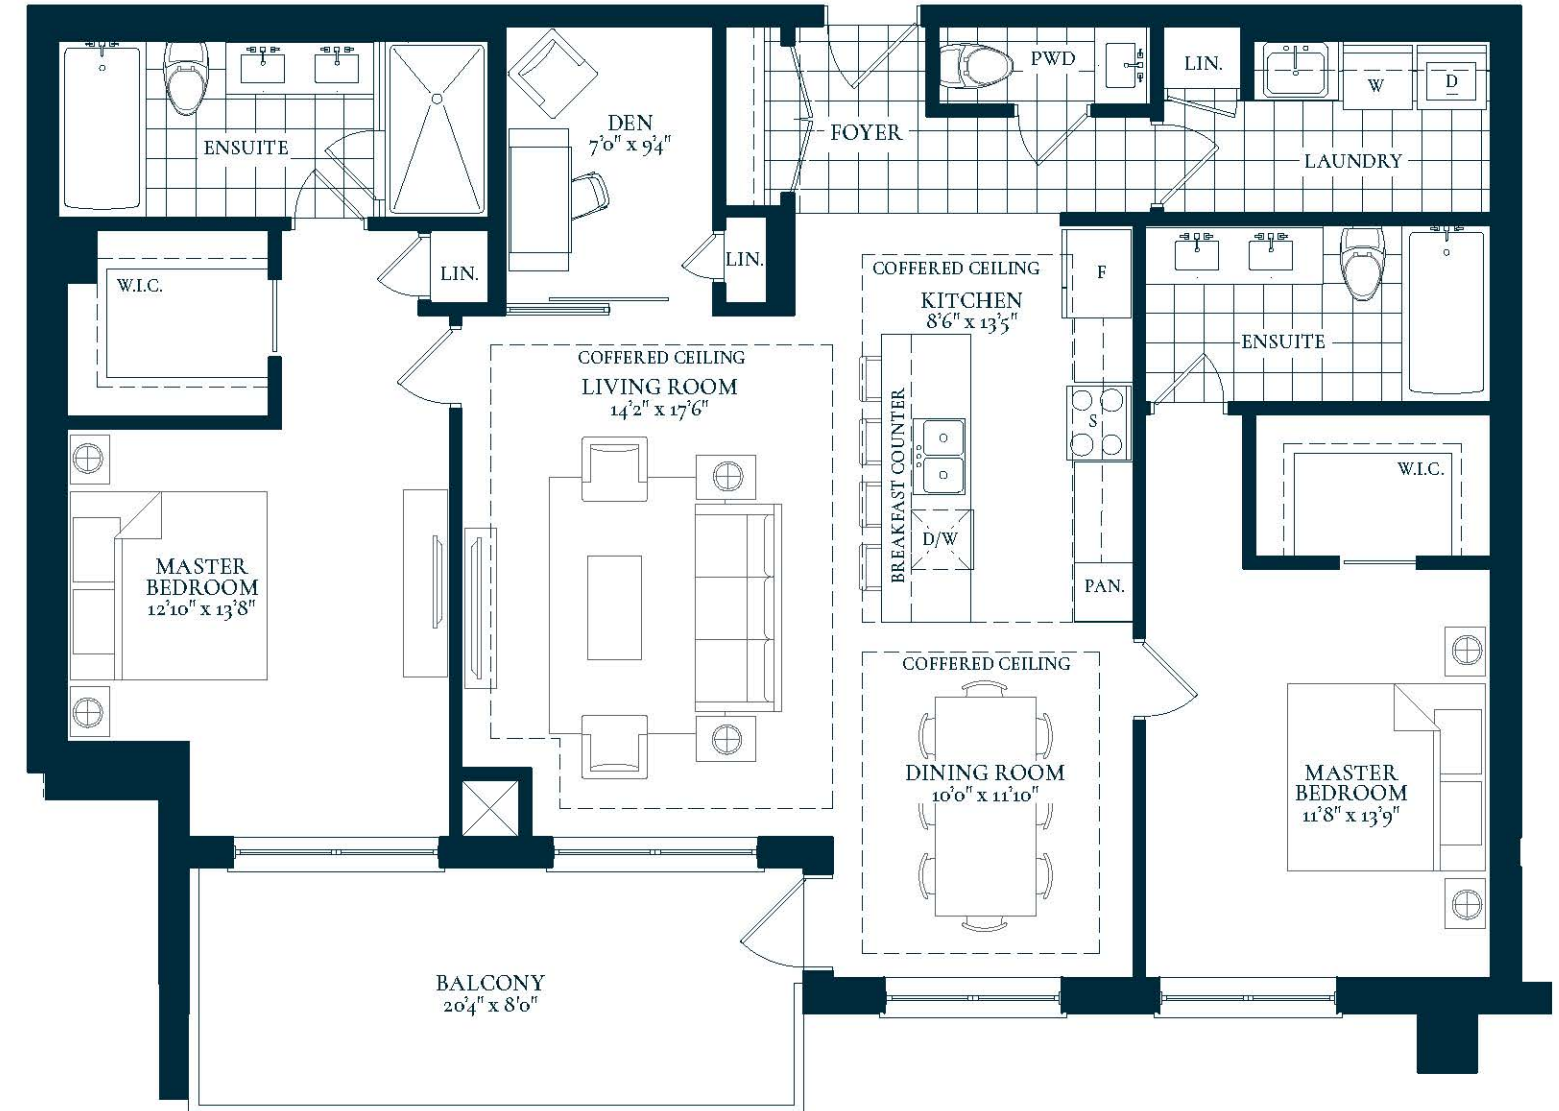 ENSUITE
DEN
7'0" x 9'4"
FOYER
PWD
LIN.
W
D
LAUNDRY
W.I.C.
LIN.
LIN.
COFFERED CEILING
KITCHEN
8'6" x 13'5"
F
ENSUITE
COFFERED CEILING
LIVING ROOM
14'2" x 17'6"
BREAKFAST COUNTER
S
W.I.C.
D/W
PAN.
MASTER
BEDROOM
12'10" x 13'8"
COFFERED CEILING
DINING ROOM
10'0" x 11'10"
MASTER
BEDROOM
11'8" x 13'9"
BALCONY
20'4" x 8'0"